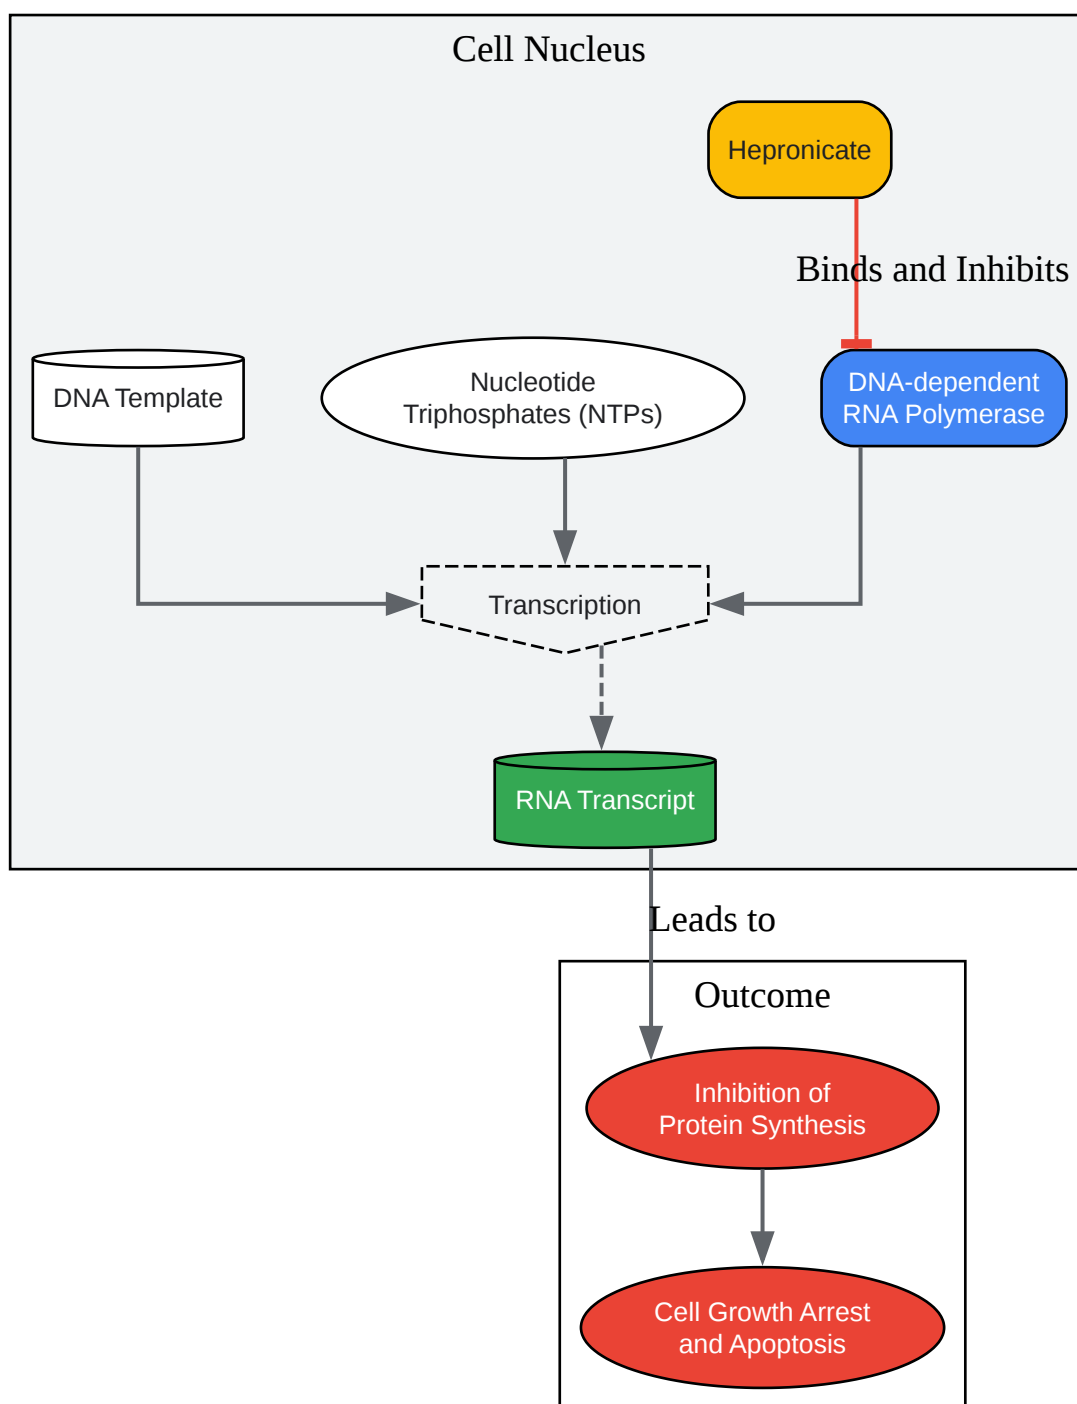 Cell Nucleus
Hepronicate
Binds and Inhibits
DNA Template
Nucleotide
Triphosphates (NTPs)
DNA-dependent
RNA Polymerase
Transcription
RNA Transcript
Leads to
Outcome
Inhibition of
Protein Synthesis
Cell Growth Arrest
and Apoptosis